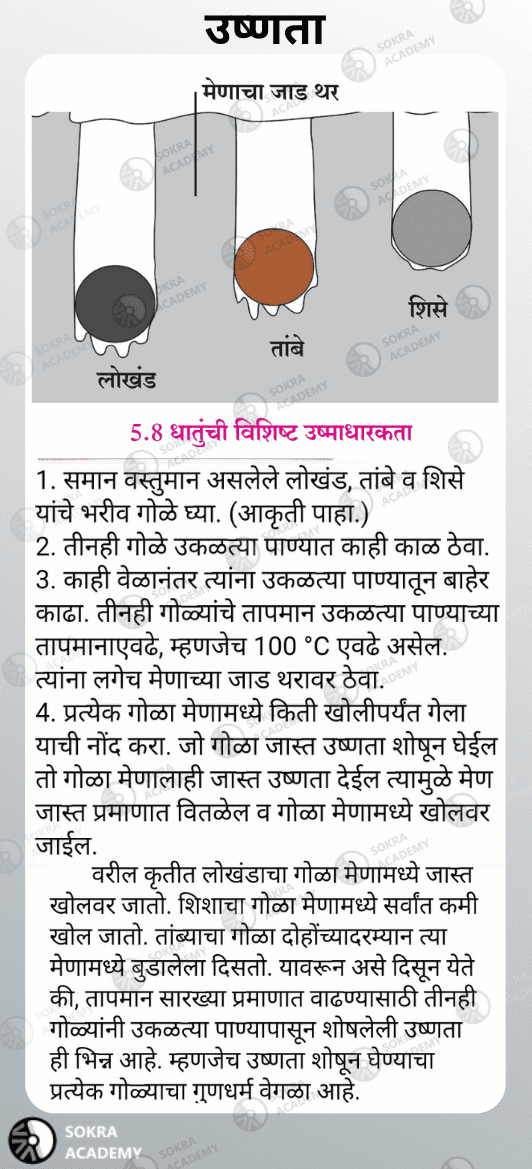 उष्णता
मेणाचा जाड थर
शिसे
तांबे
लोखंड
5.8 धातुंची विशिष्ट उष्माधारकता
1. समान वस्तुमान असलेले लोखंड, तांबे व शिसे
यांचे भरीव गोळे घ्या. (आकृती पाहा.)
2. तीनही गोळे उकळत्या पाण्यात काही काळ ठेवा.
3. काही वेळानंतर त्यांना उकळत्या पाण्यातून बाहेर
काढा. तीनही गोळ्यांचे तापमान उकळत्या पाण्याच्या
तापमानाएवढे, म्हणजेच 100 °C एवढे असेल.
त्यांना लगेच मेणाच्या जाड थरावर ठेवा.
4. प्रत्येक गोळा मेणामध्ये किती खोलीपर्यंत गेला
याची नोंद करा. जो गोळा जास्त उष्णता शोषून घेईल
तो गोळा मेणालाही जास्त उष्णता देईल त्यामुळे मेण
जास्त प्रमाणात वितळेल व गोळा मेणामध्ये खोलवर
जाईल.
वरील कृतीत लोखंडाचा गोळा मेणामध्ये जास्त
खोलवर जातो. शिशाचा गोळा मेणामध्ये सर्वांत कमी
खोल जातो. तांब्याचा गोळा दोहोंच्यादरम्यान त्या
मेणामध्ये बुडालेला दिसतो. यावरून असे दिसून येते
की, तापमान सारख्या प्रमाणात वाढण्यासाठी तीनही
गोळ्यांनी उकळत्या पाण्यापासून शोषलेली उष्णता
ही भिन्न आहे. म्हणजेच उष्णता शोषून घेण्याचा
प्रत्येक गोळ्याचा गुणधर्म वेगळा आहे.
SOKRA
ACADEMY